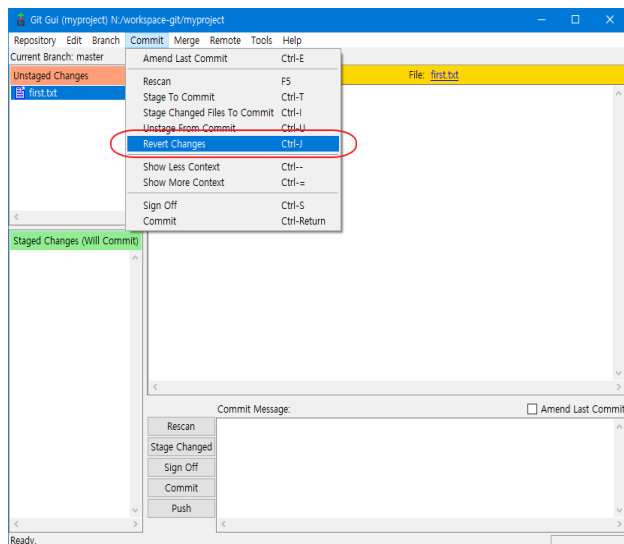 Git Gui (myproject) N:/workspace-git/myproject
Repository Edit Branch Commit Merge Remote Tools Help
Current Branch: master
Unstaged Changes
File: first.txt
first.txt
Amend Last Commit Ctrl-E
Rescan F5
Stage To Commit Ctrl-T
Stage Changed Files To Commit Ctrl-I
Unstage From Commit Ctrl-U
Revert Changes Ctrl-J
Show Less Context Ctrl--
Show More Context Ctrl-=
Sign Off Ctrl-S
Commit Ctrl-Return
Staged Changes (Will Commit)
Commit Message:
Amend Last Commit
Rescan
Stage Changed
Sign Off
Commit
Push
Ready.